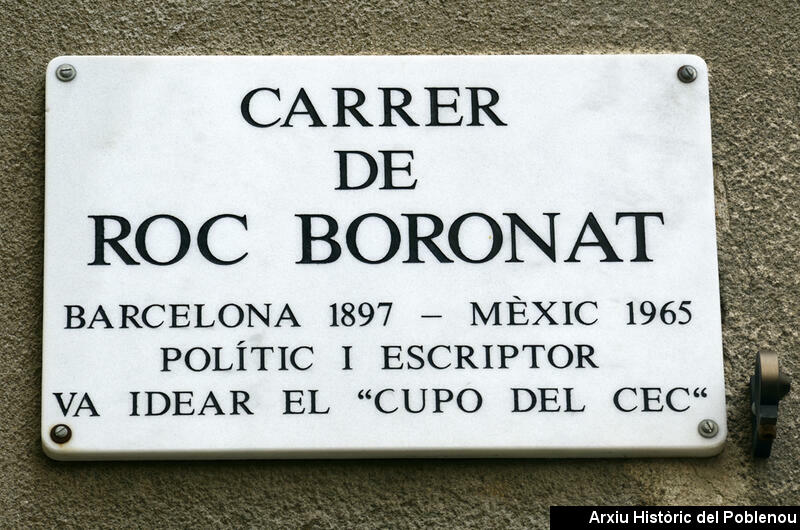 CARRER
DE
ROC BORONAT
BARCELONA 1897 – MÈXIC 1965
POLÍTIC I ESCRIPTOR
VA IDEAR EL “CUPO DEL CEC“
Arxiu Històric del Poblenou